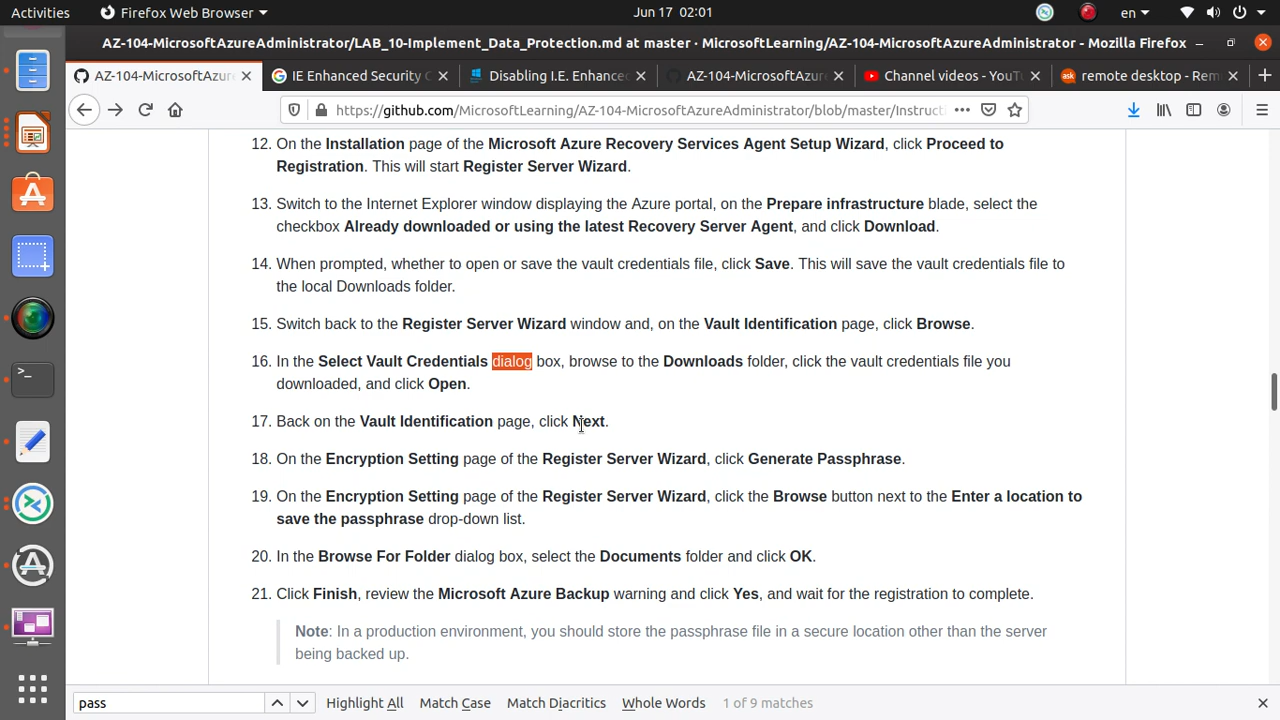 Activities Firefox Web Browser Jun 17 02:01 en
AZ-104-MicrosoftAzureAdministrator/LAB_10-Implement_Data_Protection.md at master · MicrosoftLearning/AZ-104-MicrosoftAzureAdministrator - Mozilla Firefox
AZ-104-MicrosoftAzure IE Enhanced Security C Disabling I.E. Enhance AZ-104-MicrosoftAzur Channel videos - YouT ask remote desktop - Rem
https://github.com/MicrosoftLearning/AZ-104-MicrosoftAzureAdministrator/blob/master/Instructi
12. On the Installation page of the Microsoft Azure Recovery Services Agent Setup Wizard, click Proceed to
Registration. This will start Register Server Wizard.
13. Switch to the Internet Explorer window displaying the Azure portal, on the Prepare infrastructure blade, select the
checkbox Already downloaded or using the latest Recovery Server Agent, and click Download.
14. When prompted, whether to open or save the vault credentials file, click Save. This will save the vault credentials file to
the local Downloads folder.
15. Switch back to the Register Server Wizard window and, on the Vault Identification page, click Browse.
16. In the Select Vault Credentials dialog box, browse to the Downloads folder, click the vault credentials file you
downloaded, and click Open.
17. Back on the Vault Identification page, click Next.
18. On the Encryption Setting page of the Register Server Wizard, click Generate Passphrase.
19. On the Encryption Setting page of the Register Server Wizard, click the Browse button next to the Enter a location to
save the passphrase drop-down list.
20. In the Browse For Folder dialog box, select the Documents folder and click OK.
21. Click Finish, review the Microsoft Azure Backup warning and click Yes, and wait for the registration to complete.
Note: In a production environment, you should store the passphrase file in a secure location other than the server
being backed up.
pass Highlight All Match Case Match Diacritics Whole Words 1 of 9 matches